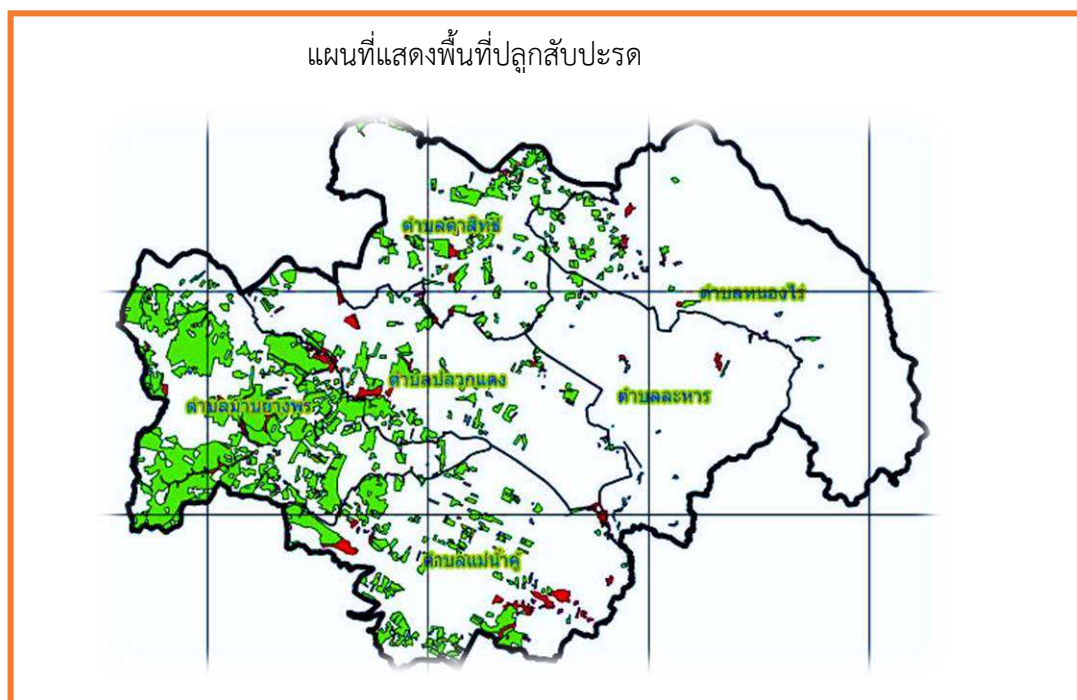 แผนที่แสดงพื้นที่ปลูกสับปะรด
ตำบลตาสิทธิ์
ตำบลหนองไร่
ตำบลปลวกแดง
ตำบลละหาร
ตำบลมาบยางพร
ตำบลแม่น้ำคู้